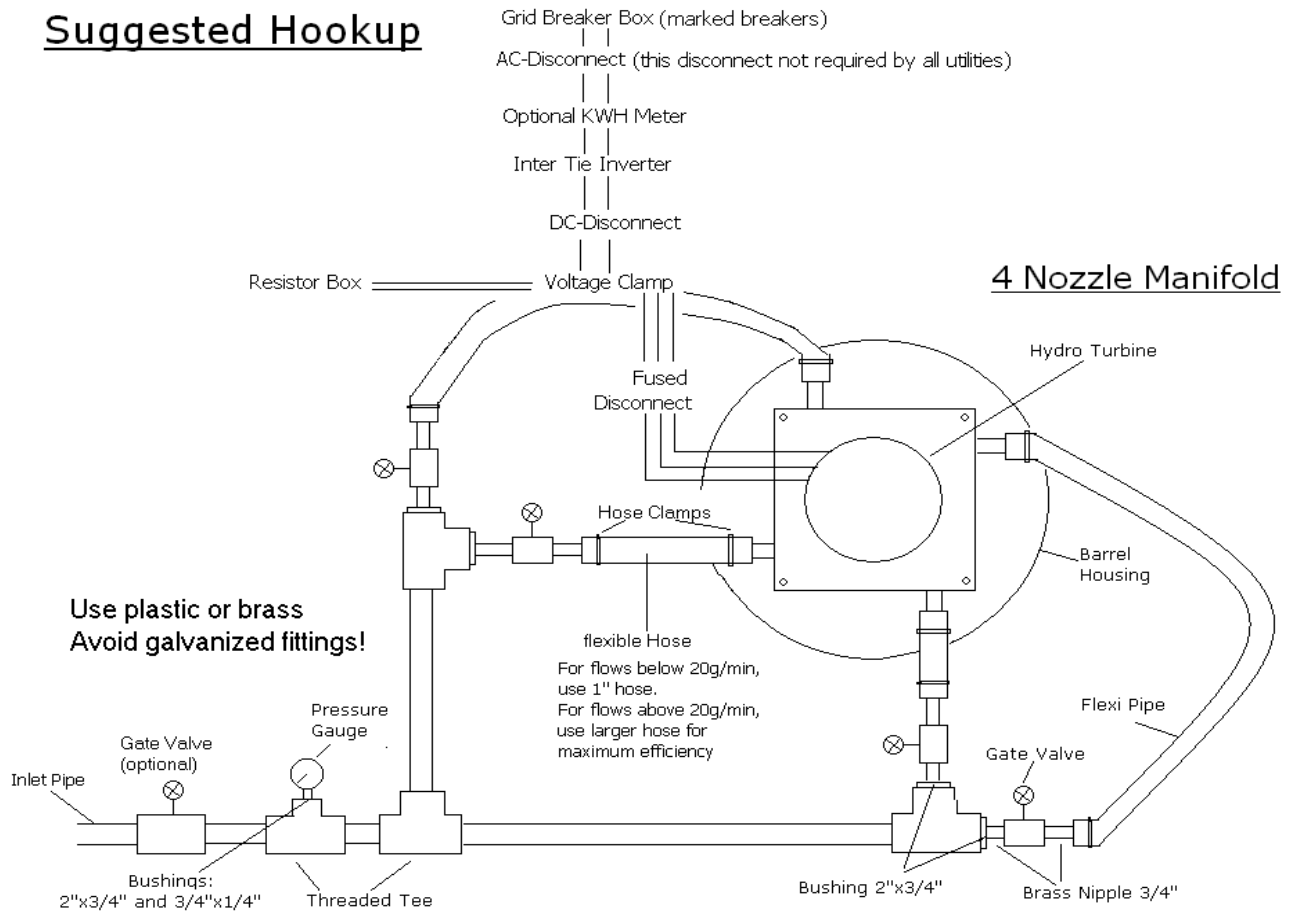 Suggested Hookup
Grid Breaker Box (marked breakers)
AC-Disconnect (this disconnect not required by all utilities)
Optional KWH Meter
Inter Tie Inverter
DC-Disconnect
Resistor Box
Voltage Clamp
4 Nozzle Manifold
Hydro Turbine
Fused
Disconnect
Hose Clamps
Barrel
Housing
Use plastic or brass
Avoid galvanized fittings!
flexible Hose
For flows below 20g/min,
use 1" hose.
For flows above 20g/min,
use larger hose for
maximum efficiency
Pressure
Gauge
Flexi Pipe
Gate Valve
(optional)
Gate Valve
Inlet Pipe
Bushings:
2"x3/4" and 3/4"x1/4"
Threaded Tee
Bushing 2"x3/4"
Brass Nipple 3/4"